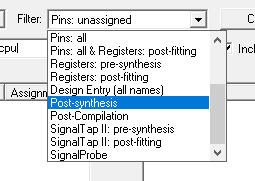 Filter: Pins: unassigned
C
cpu|
Pins: all
Incl
Pins: all & Registers: post-fitting
Registers: pre-synthesis
Registers: post-fitting
Assignm
Design Entry (all names)
Post-synthesis
Post-Compilation
SignalTap II: pre-synthesis
SignalTap II: post-fitting
SignalProbe